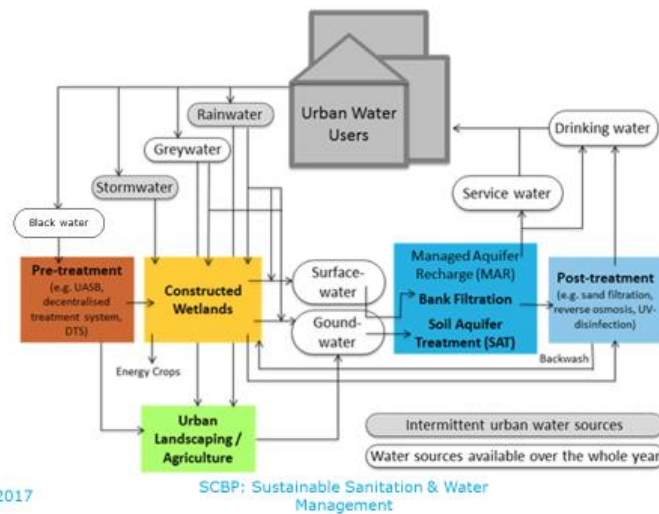 Urban Water
Users
Rainwater
Greywater
Stormwater
Black water
Drinking water
Service water
Pre-treatment
(e.g. UASB,
decentralised
treatment system,
DTS)
Constructed
Wetlands
Surface-
water
Gound-
water
Managed Aquifer
Recharge (MAR)
Bank Filtration
Soil Aquifer
Treatment (SAT)
Post-treatment
(e.g. sand filtration,
reverse osmosis, UV-
disinfection)
Backwash
Energy Crops
Urban
Landscaping /
Agriculture
Intermittent urban water sources
Water sources available over the whole year
2017
SCBP: Sustainable Sanitation & Water
Management